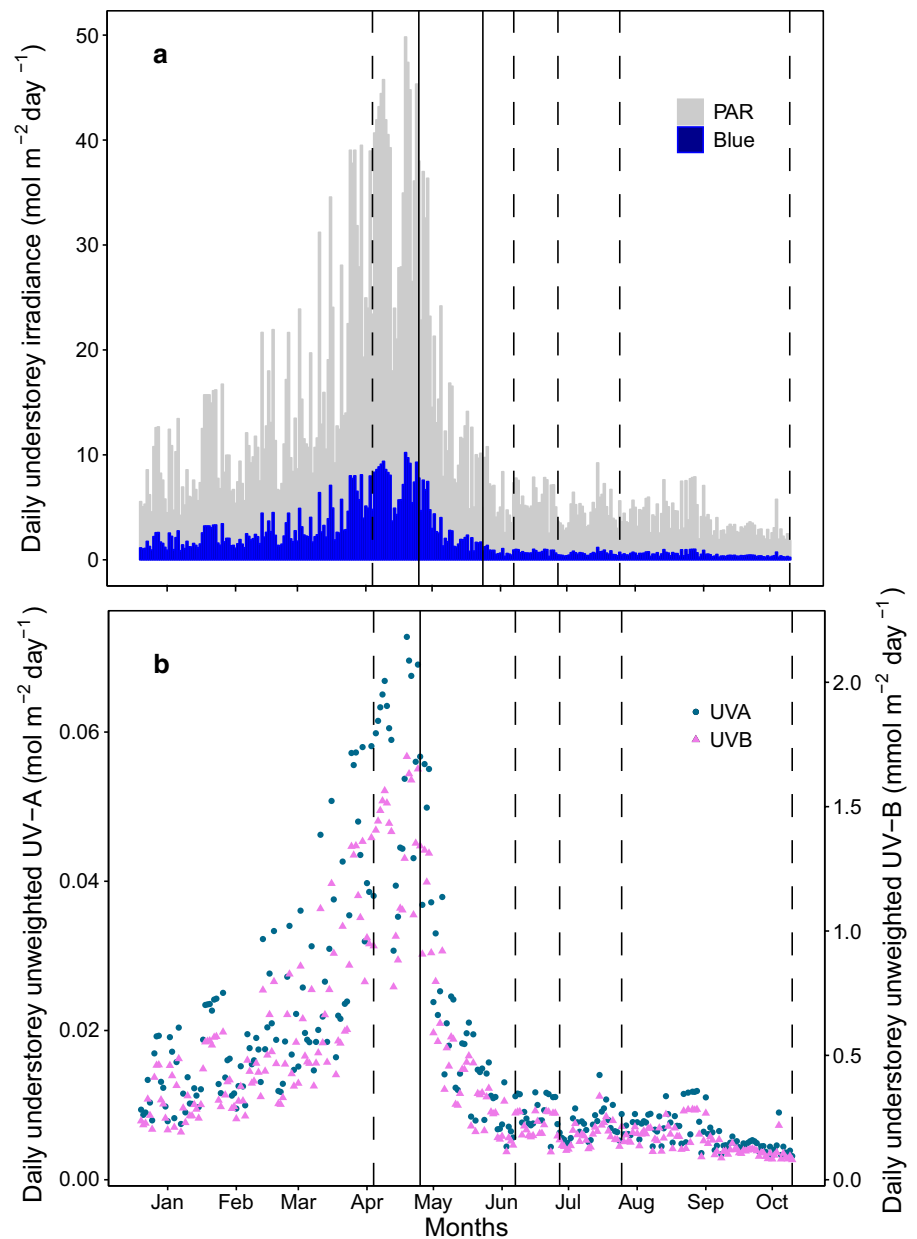 a
Daily understorey irradiance (mol m−2 day −1)
50
40
30
20
10
0
PAR
Blue
b
Daily understorey unweighted UV−A (mol m−2 day−1)
0.06
0.04
0.02
0.00
UVA
UVB
2.0
1.5
1.0
0.5
0.0
Daily understorey unweighted UV−B (mmol m−2 day−1)
Jan Feb Mar Apr May Jun Jul Aug Sep Oct
Months